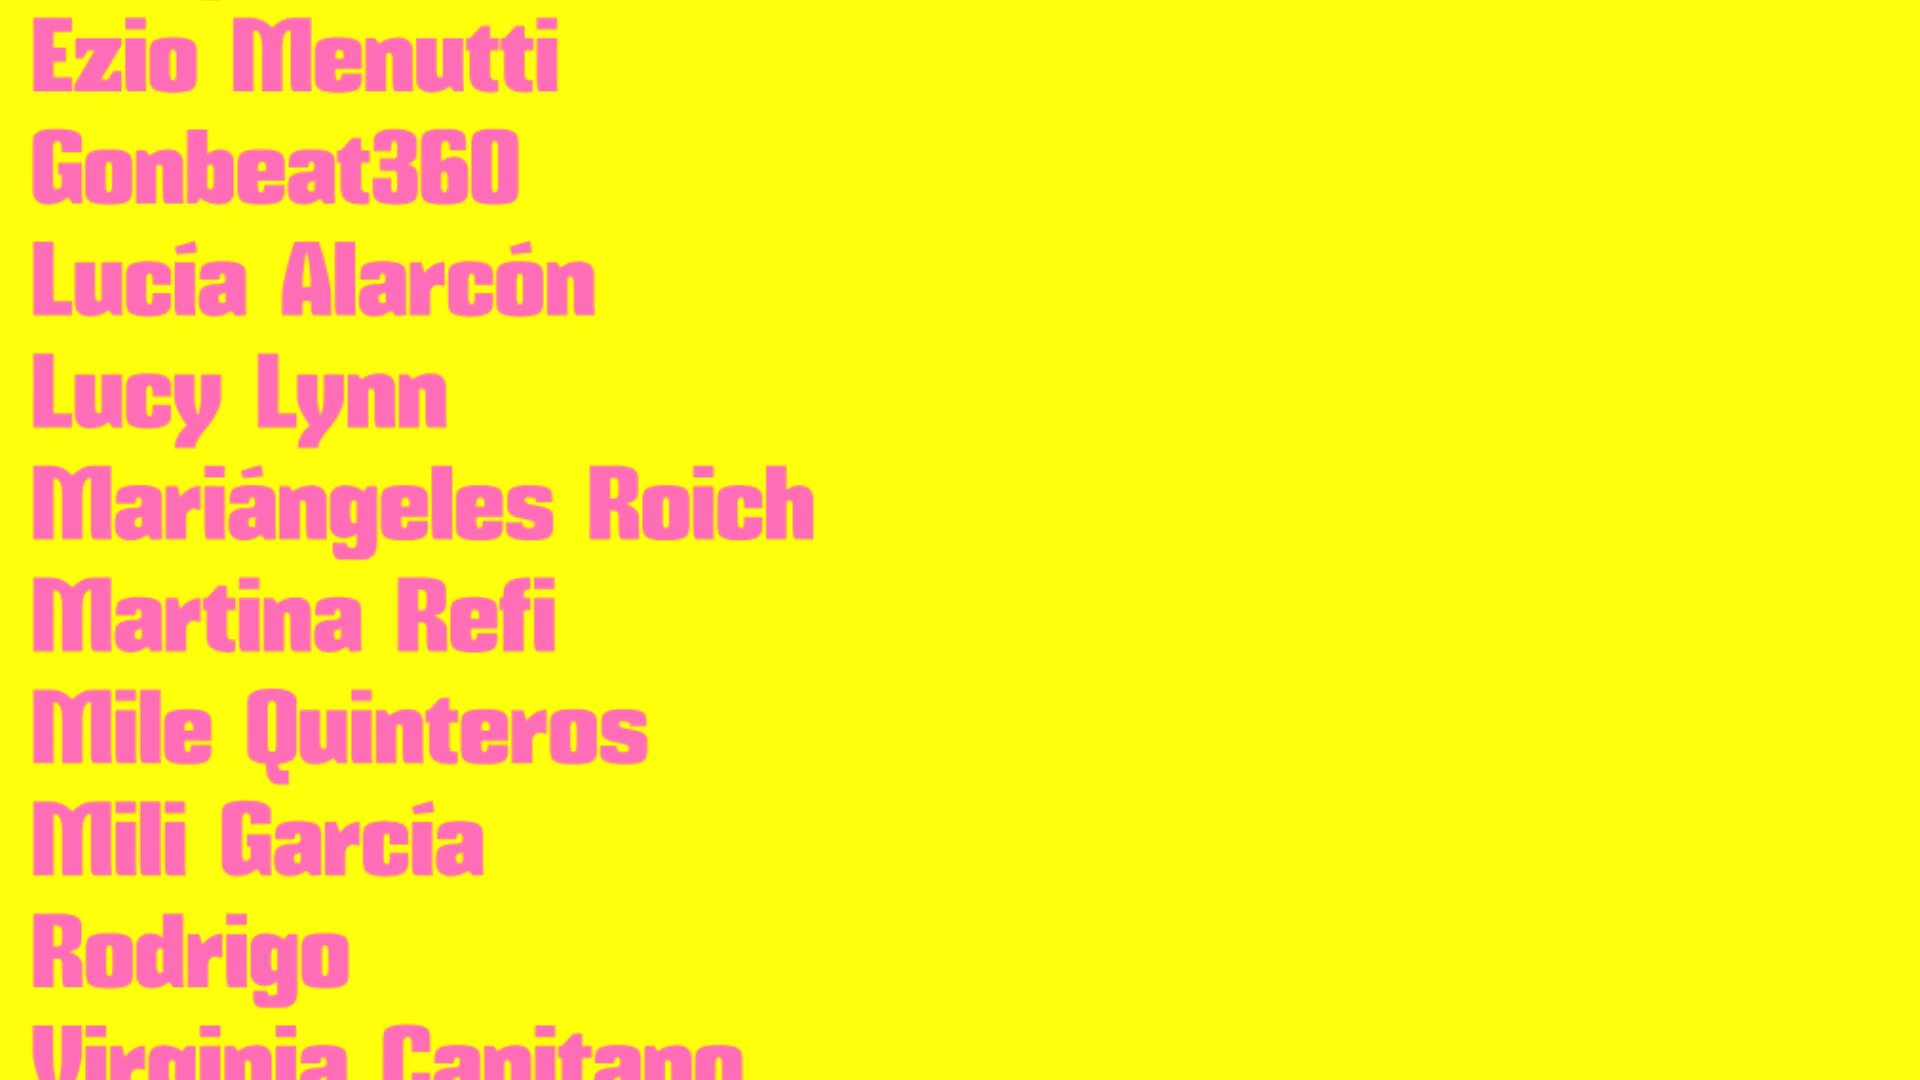 Ezio Menutti
Gonbeat360
Lucía Alarcón
Lucy Lynn
Mariángeles Roich
Martina Refi
Mile Quinteros
Mili García
Rodrigo
Virginia Capitano